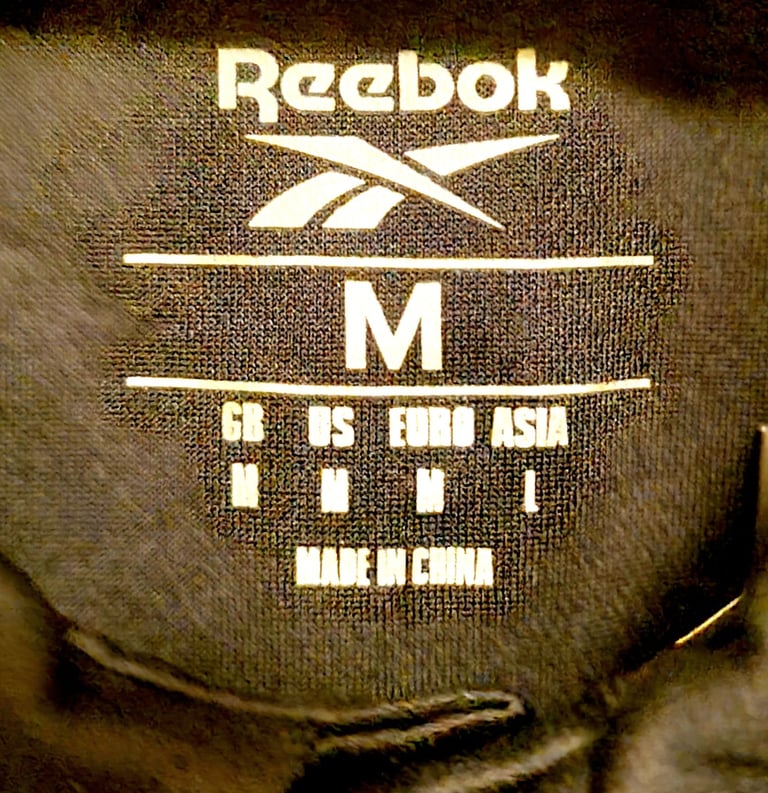 Reebok
M
GB US EURO ASIA
M M M L
MADE IN CHINA